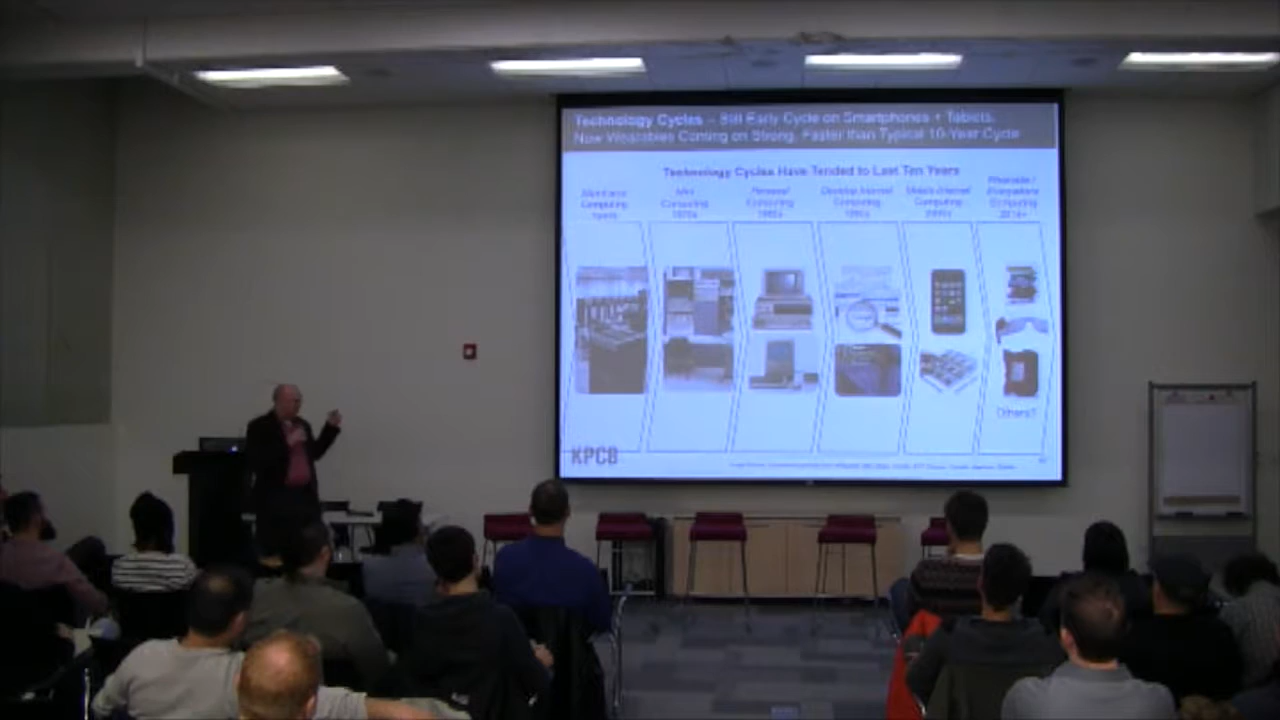 Technology Cycles – Still Early Cycle on Smartphones + Tablets,
Now Wearables Coming on Strong, Faster than Typical 10-Year Cycle
Technology Cycles Have Tended to Last Ten Years
Mainframe
Computing
1960s
Mini
Computing
1970s
Personal
Computing
1980s
Desktop Internet
Computing
1990s
Mobile Internet
Computing
2000s
Wearable /
Everywhere
Computing
2014+
Others?
KPCB